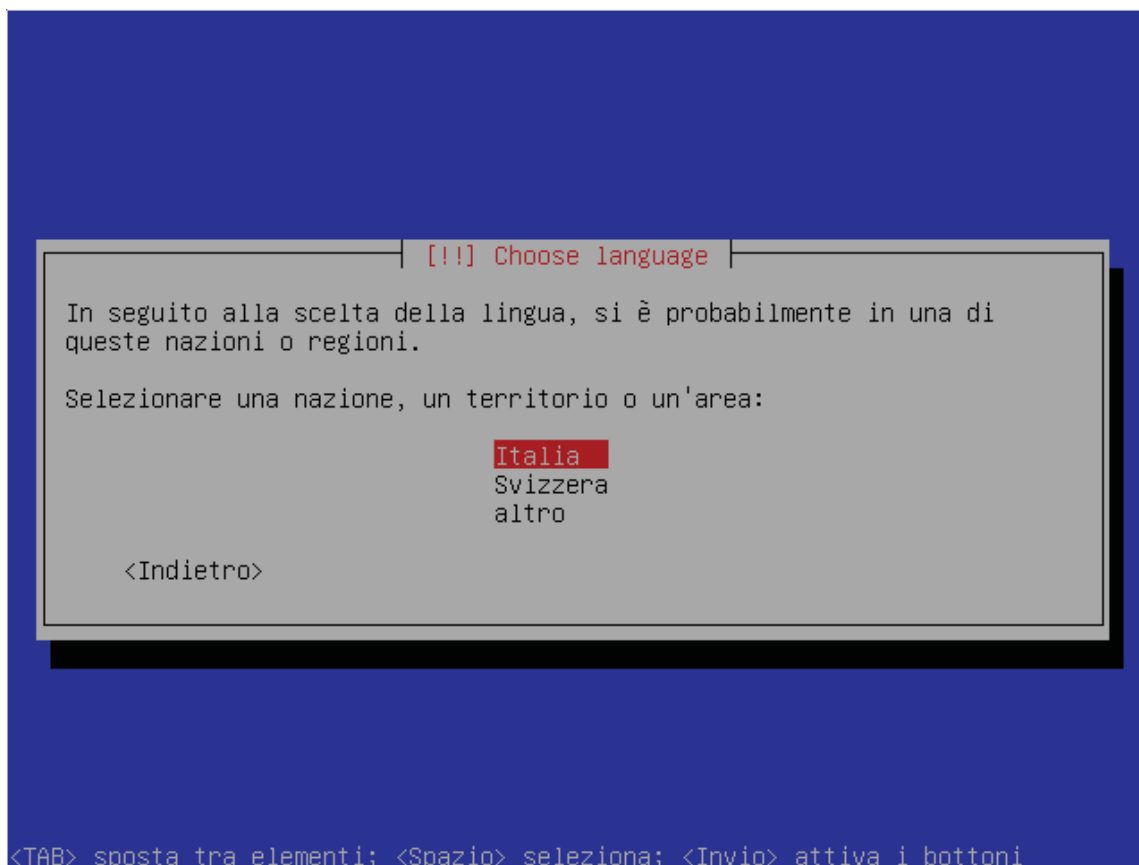 [!!] Choose language
In seguito alla scelta della lingua, si è probabilmente in una di
queste nazioni o regioni.
Selezionare una nazione, un territorio o un'area:
Italia
Svizzera
altro
<Indietro>
<TAB> sposta tra elementi; <Spazio> seleziona; <Invio> attiva i bottoni